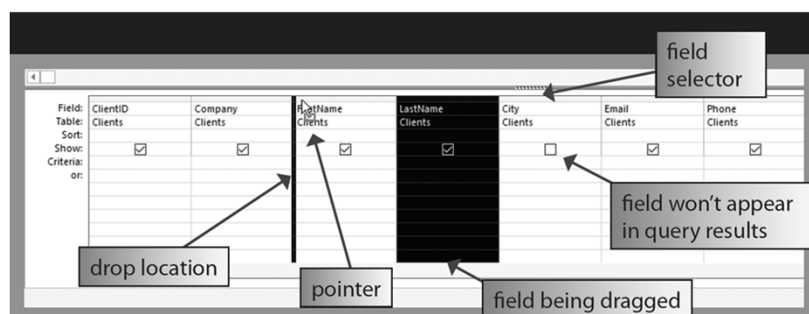 field
selector
Field: ClientID Company FirstName LastName City Email Phone
Table: Clients Clients Clients Clients Clients Clients Clients
Sort:
Show:
Criteria:
or:
field won't appear
in query results
drop location
pointer
field being dragged